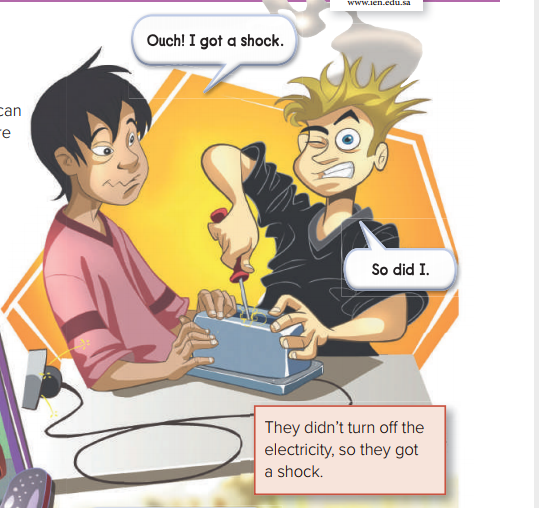 www.ien.edu.sa
Ouch! I got a shock.
can
So did I.
They didn't turn off the
electricity, so they got
a shock.